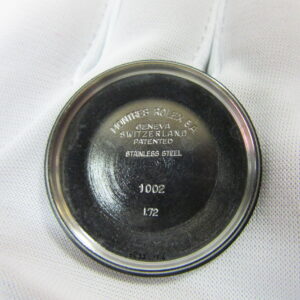 MONTRES ROLEX S.A.
GENEVA
SWITZERLAND
PATENTED
STAINLESS STEEL
1002
I.72